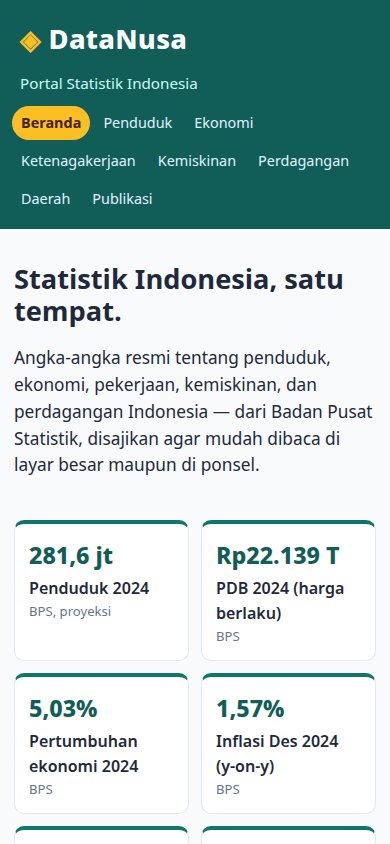 DataNusa
Portal Statistik Indonesia
Beranda Penduduk Ekonomi
Ketenagakerjaan Kemiskinan Perdagangan
Daerah Publikasi
Statistik Indonesia, satu
tempat.
Angka-angka resmi tentang penduduk,
ekonomi, pekerjaan, kemiskinan, dan
perdagangan Indonesia — dari Badan Pusat
Statistik, disajikan agar mudah dibaca di
layar besar maupun di ponsel.
281,6 jt
Penduduk 2024
BPS, proyeksi
Rp22.139 T
PDB 2024 (harga
berlaku)
BPS
5,03%
Pertumbuhan
ekonomi 2024
BPS
1,57%
Inflasi Des 2024
(y-on-y)
BPS